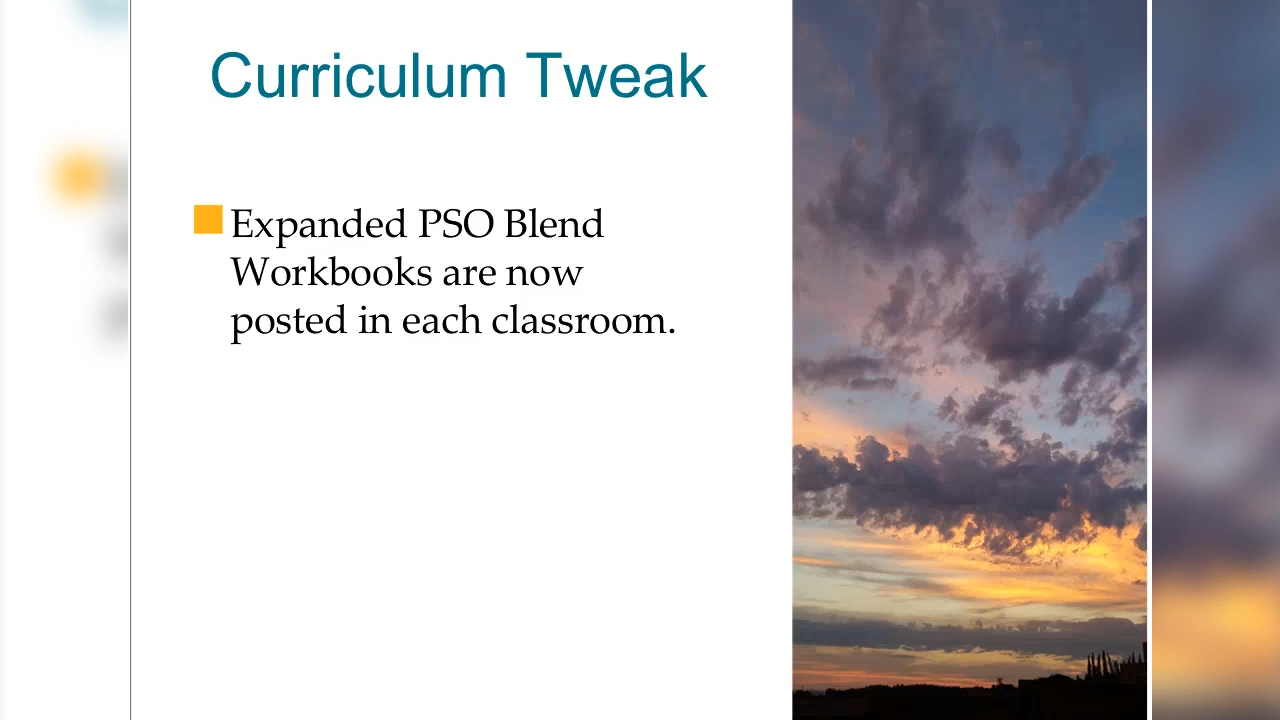 Curriculum Tweak
Expanded PSO Blend
Workbooks are now
posted in each classroom.